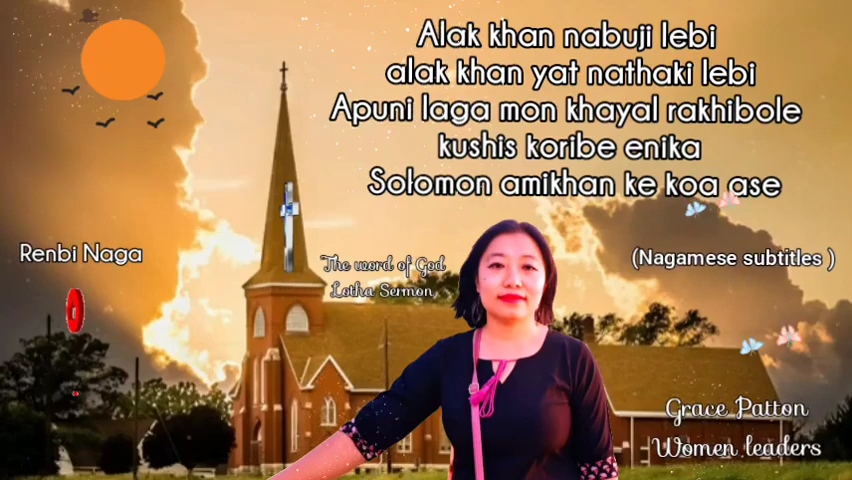 Alak khan nabuji lebi
alak khan yat nathaki lebi
Apuni laga mon khayal rakhibole
kushis koribe enika
Solomon amikhan ke koa ase
Renbi Naga
The word of God
Lotha Sermon
(Nagamese subtitles )
Grace Patton
Women leaders